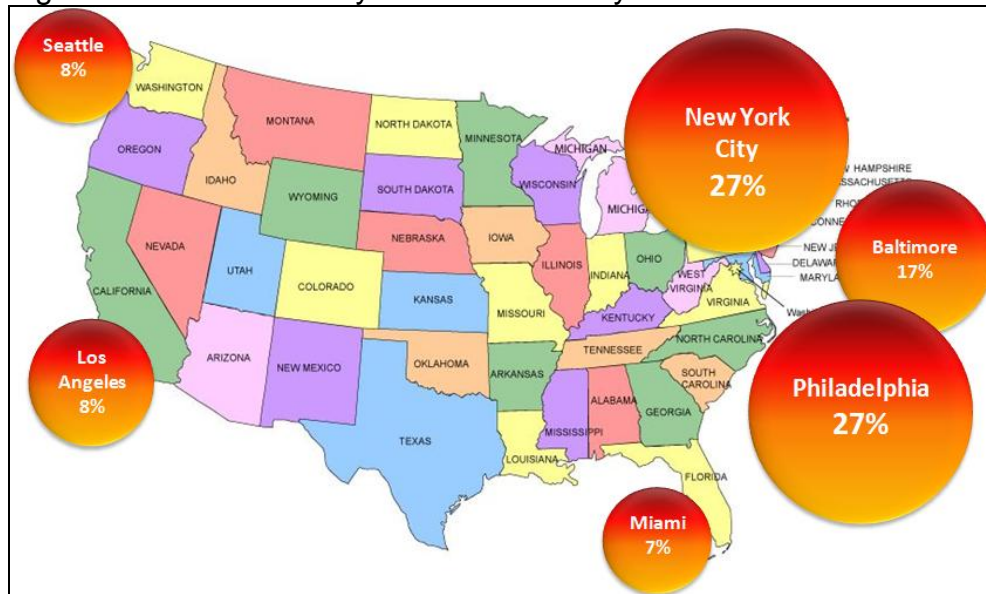 Seattle
8%
WASHINGTON
OREGON
IDAHO
MONTANA
NORTH DAKOTA
MINNESOTA
MICHIGAN
WISCONSIN
SOUTH DAKOTA
WYOMING
NEVADA
CALIFORNIA
UTAH
COLORADO
NEBRASKA
IOWA
KANSAS
MISSOURI
ILLINOIS
INDIANA
OHIO
WEST
VIRGINIA
VIRGINIA
KENTUCKY
NORTH CAROLINA
TENNESSEE
SOUTH
CAROLINA
ARIZONA
NEW MEXICO
OKLAHOMA
ARKANSAS
TEXAS
LOUISIANA
MISSISSIPPI
ALABAMA
GEORGIA
FLORIDA
New York
City
27%
HAMPSHIRE
Baltimore
17%
Philadelphia
27%
Los
Angeles
8%
Miami
7%